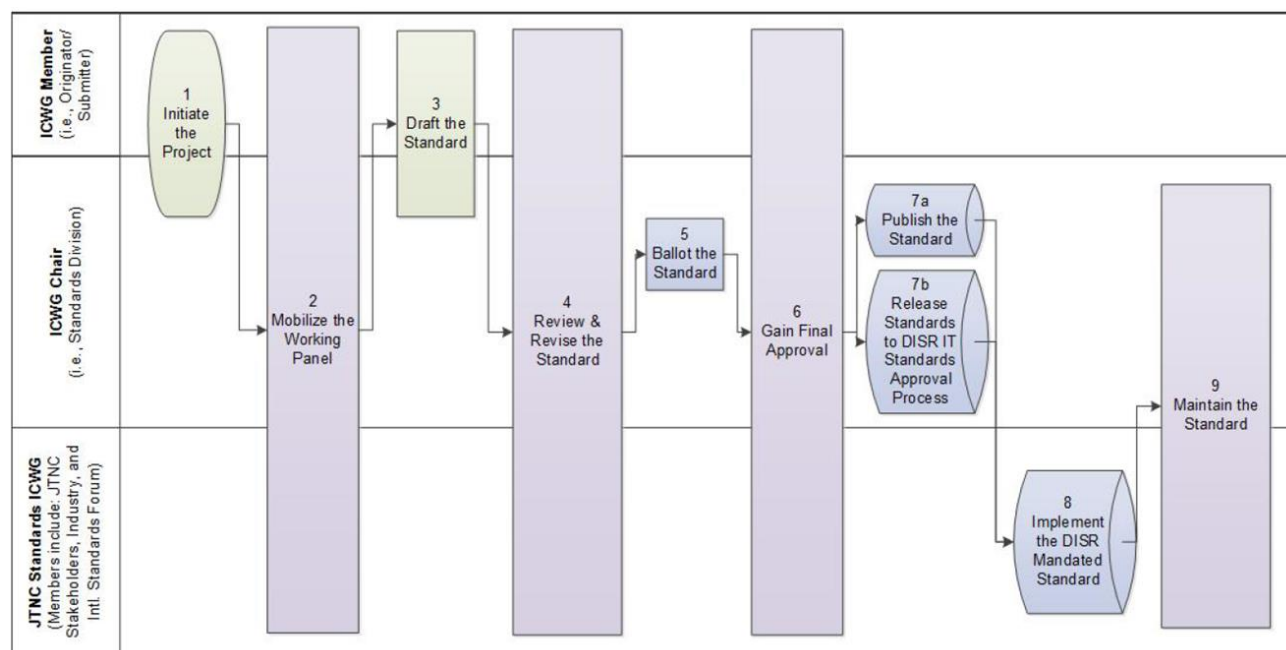 ICWG Member
(i.e., Originator/
Submitter)
1
Initiate
the
Project
3
Draft the
Standard
ICWG Chair
(i.e., Standards Division)
2
Mobilize the
Working
Panel
4
Review &
Revise the
Standard
5
Ballot the
Standard
6
Gain Final
Approval
7a
Publish the
Standard
7b
Release
Standards
to DISR IT
Standards
Approval
Process
9
Maintain the
Standard
JTNC Standards ICWG
(Members include: JTNC
Stakeholders, Industry, and
Intl. Standards Forum)
8
Implement
the DISR
Mandated
Standard